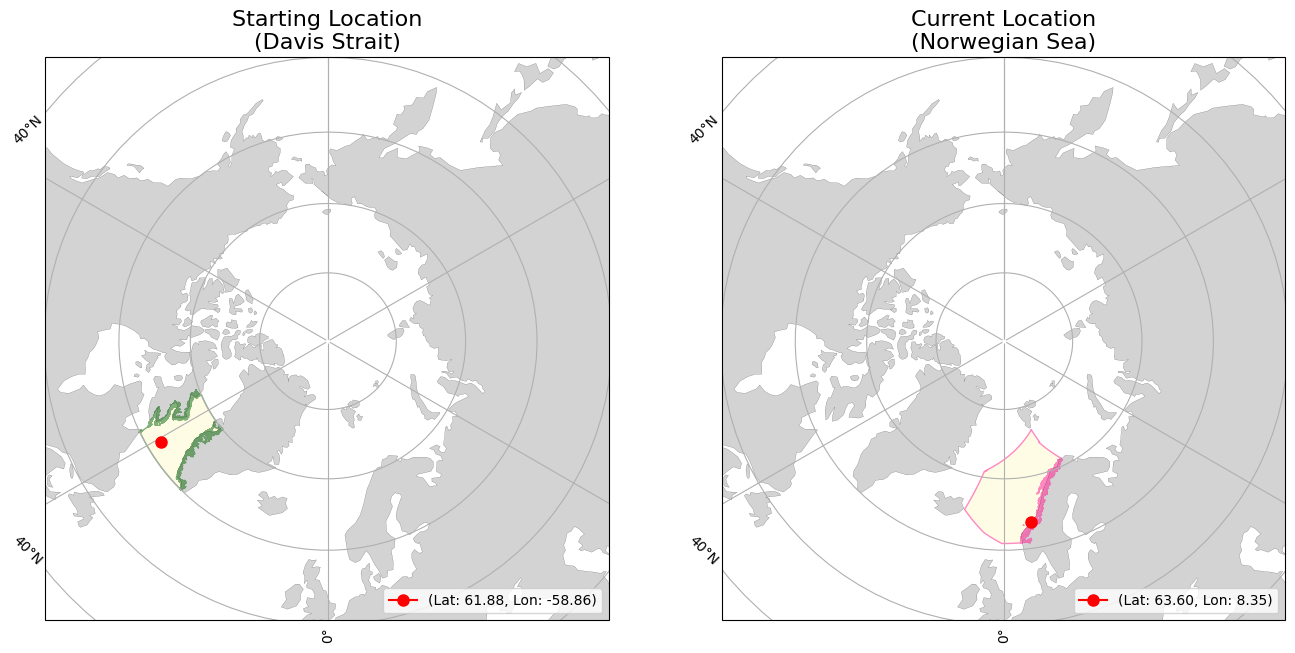 Starting Location
(Davis Strait)
40°N
40°N
0°
(Lat: 61.88, Lon: -58.86)
Current Location
(Norwegian Sea)
40°N
40°N
0°
(Lat: 63.60, Lon: 8.35)